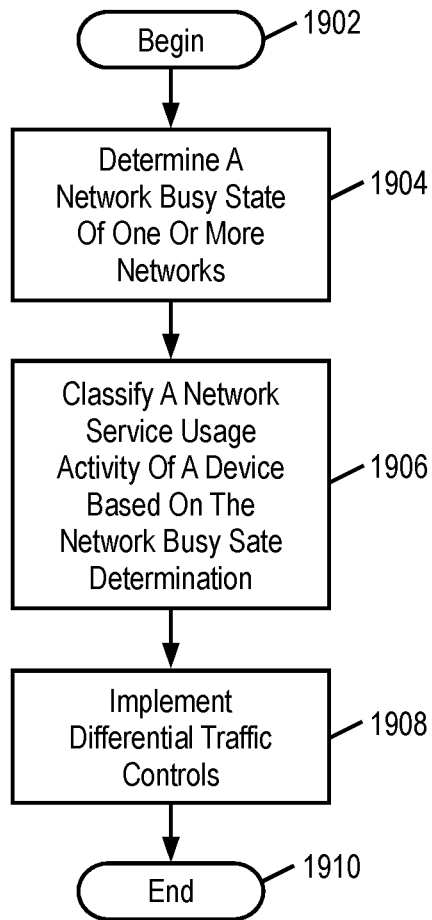 Begin
1902
Determine A
Network Busy State
Of One Or More
Networks
1904
Classify A Network
Service Usage
Activity Of A Device
Based On The
Network Busy Sate
Determination
1906
Implement
Differential Traffic
Controls
1908
End
1910